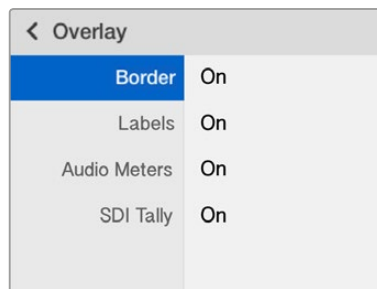 Overlay
Border On
Labels On
Audio Meters On
SDI Tally On